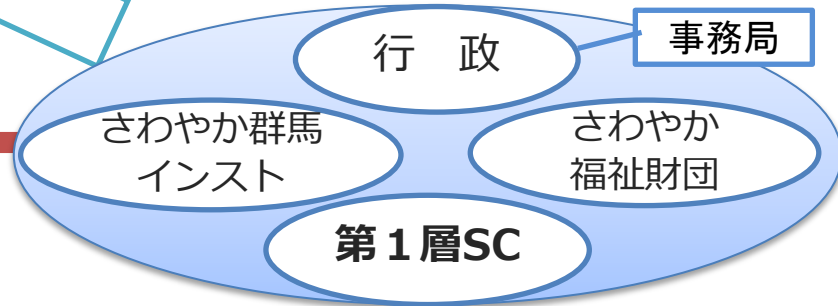 行　政
事務局
さわやか群馬
インスト
さわやか
福祉財団
第１層SC